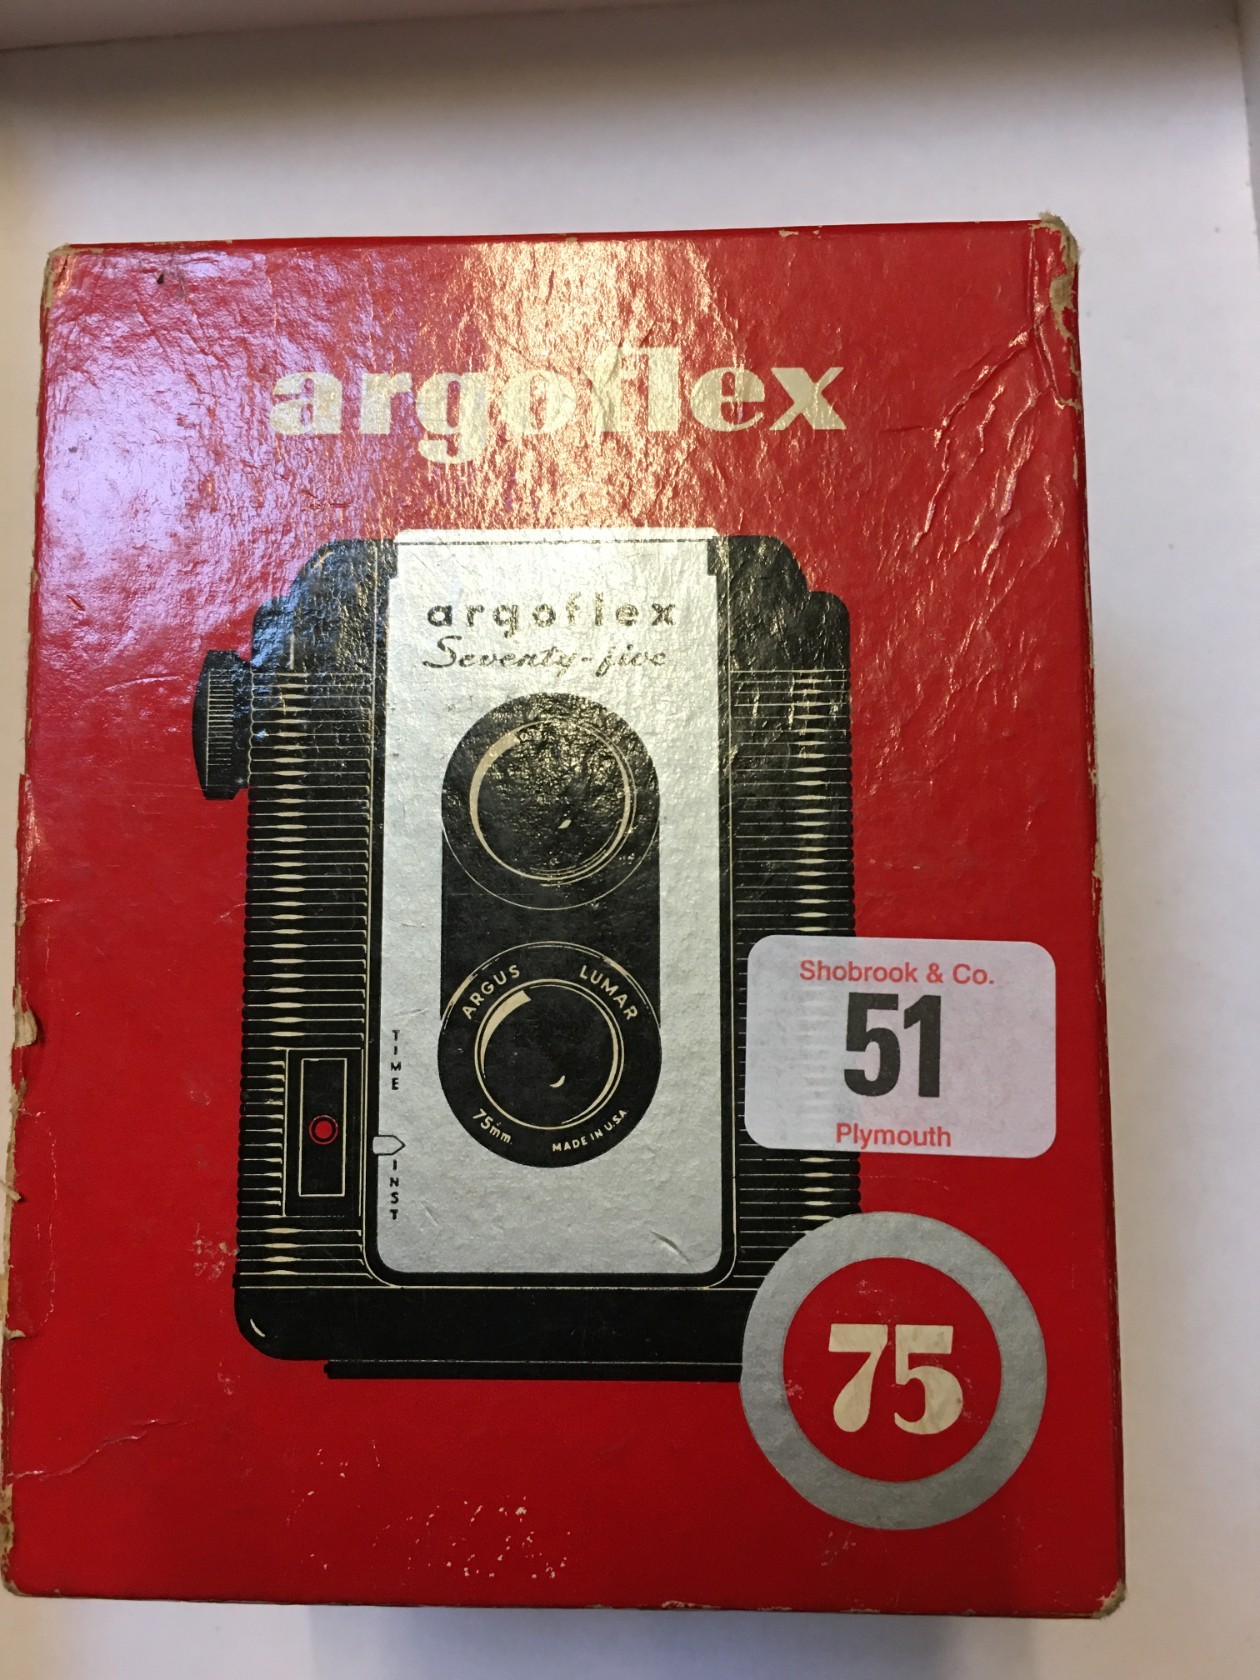 argoflex
argoflex
Seventy-five
ARGUS LUMAR
75mm MADE IN U.S.A
TIME
INST
Shobrook & Co.
51
Plymouth
75